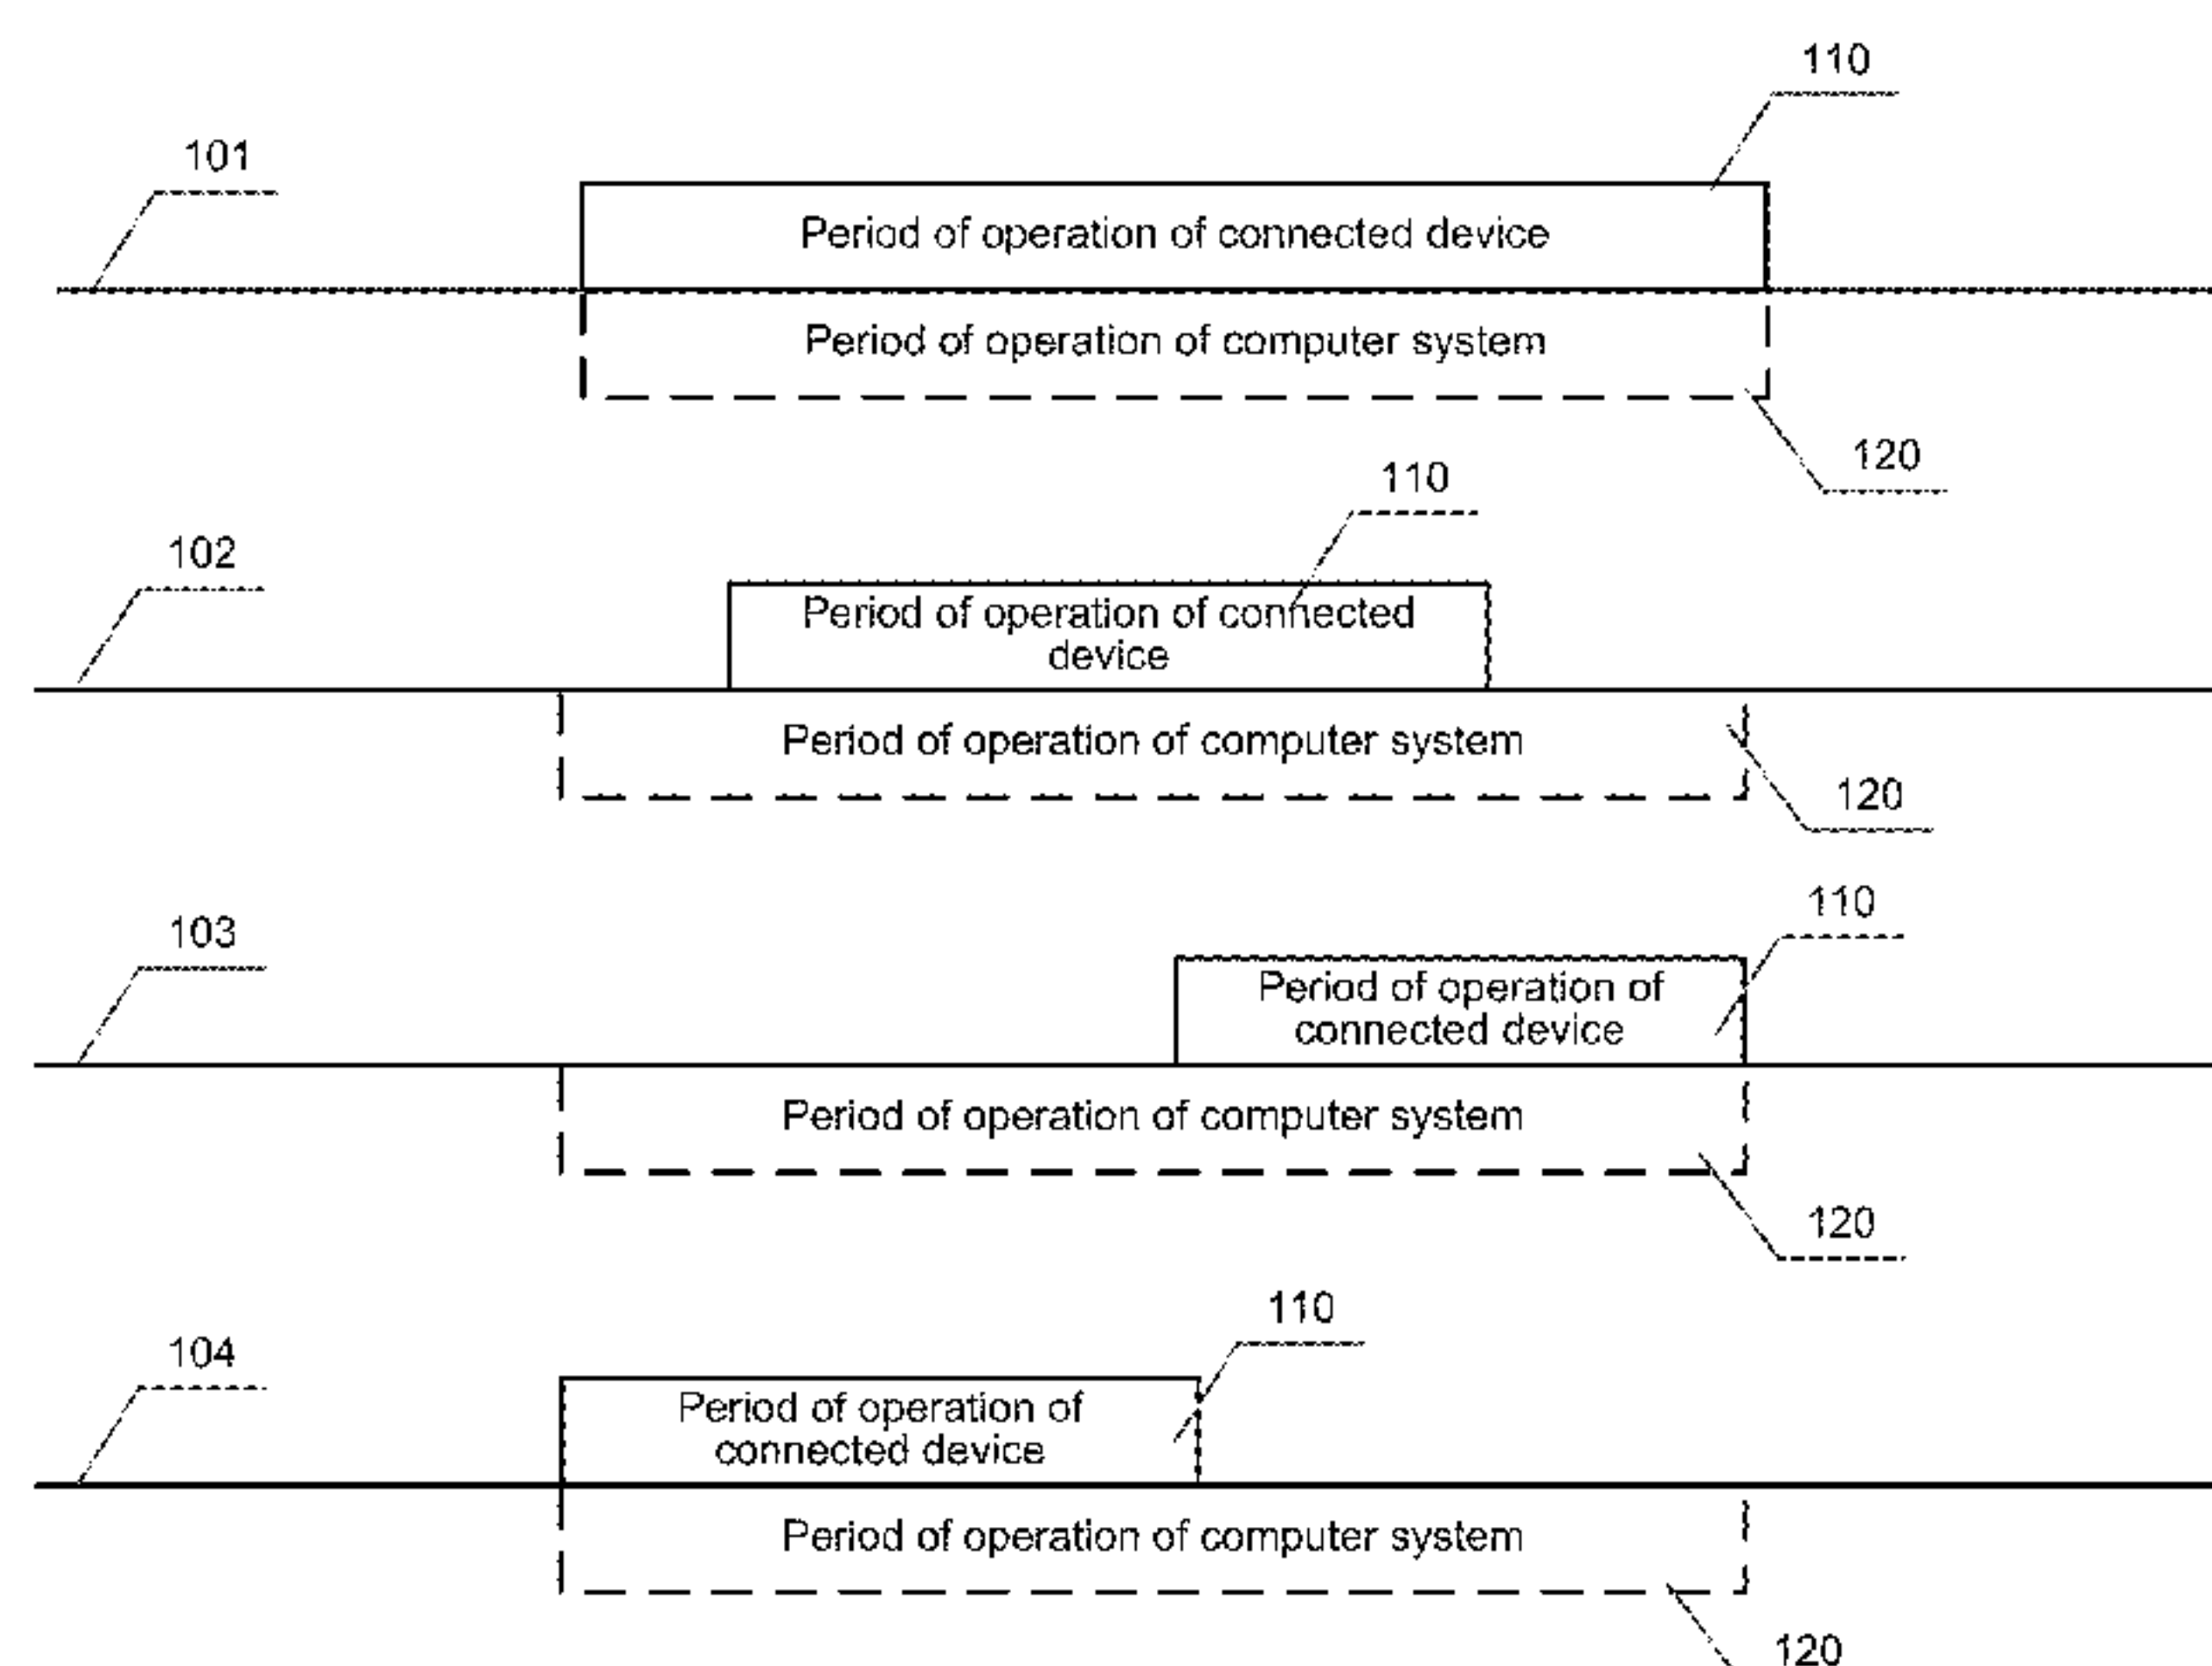 110
101
Period of operation of connected device
Period of operation of computer system
120
110
102
Period of operation of connected
device
Period of operation of computer system
120
110
103
Period of operation of
connected device
Period of operation of computer system
120
110
104
Period of operation of
connected device
Period of operation of computer system
120